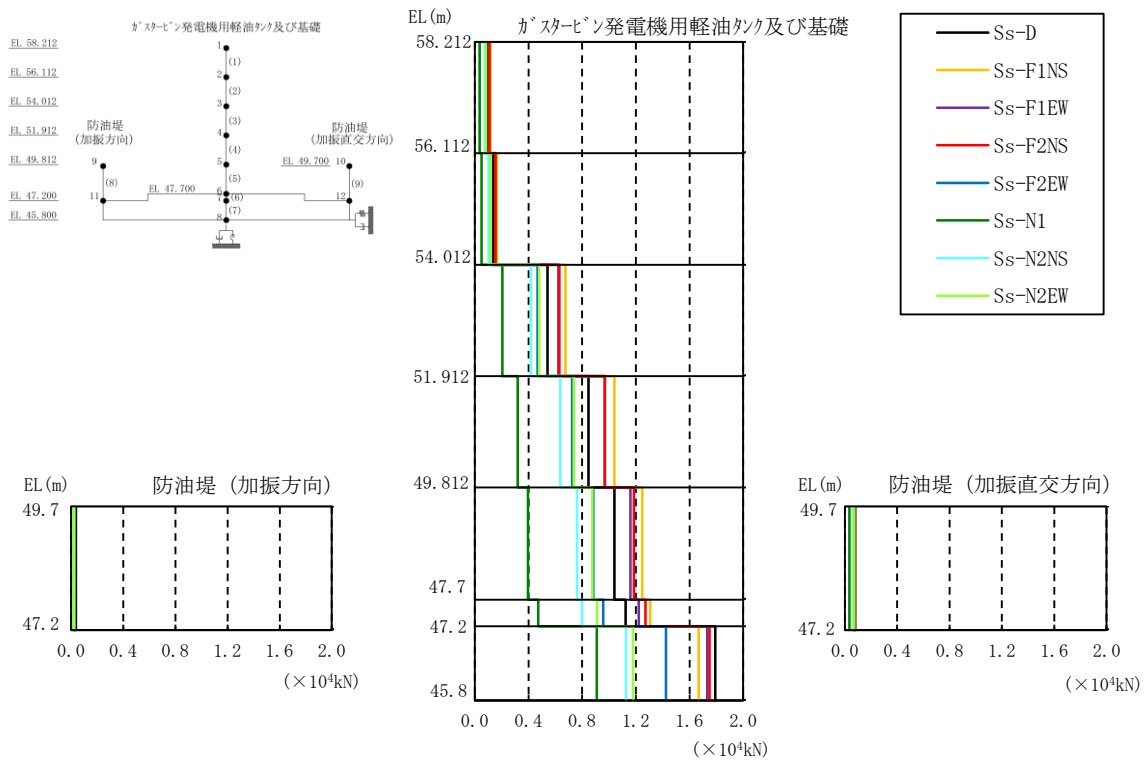 ｶﾞｽﾀｰﾋﾞﾝ発電機用軽油ﾀﾝｸ及び基礎
EL 58.212
EL 56.112
EL 54.012
EL 51.912
EL 49.812
EL 47.200
EL 45.800
1
(1)
2
(2)
3
(3)
4
(4)
5
(5)
6
7
(6)
(7)
8
防油堤
(加振方向)
9
(8)
11
EL 47.700
防油堤
(加振直交方向)
EL 49.700
10
(9)
12
EL(m)
ｶﾞｽﾀｰﾋﾞﾝ発電機用軽油ﾀﾝｸ及び基礎
58.212
56.112
54.012
51.912
49.812
47.7
47.2
45.8
0.0 0.4 0.8 1.2 1.6 2.0
(×10⁴kN)
Ss-D
Ss-F1NS
Ss-F1EW
Ss-F2NS
Ss-F2EW
Ss-N1
Ss-N2NS
Ss-N2EW
EL(m)
防油堤 (加振方向)
49.7
47.2
0.0 0.4 0.8 1.2 1.6 2.0
(×10⁴kN)
EL(m)
防油堤 (加振直交方向)
49.7
47.2
0.0 0.4 0.8 1.2 1.6 2.0
(×10⁴kN)